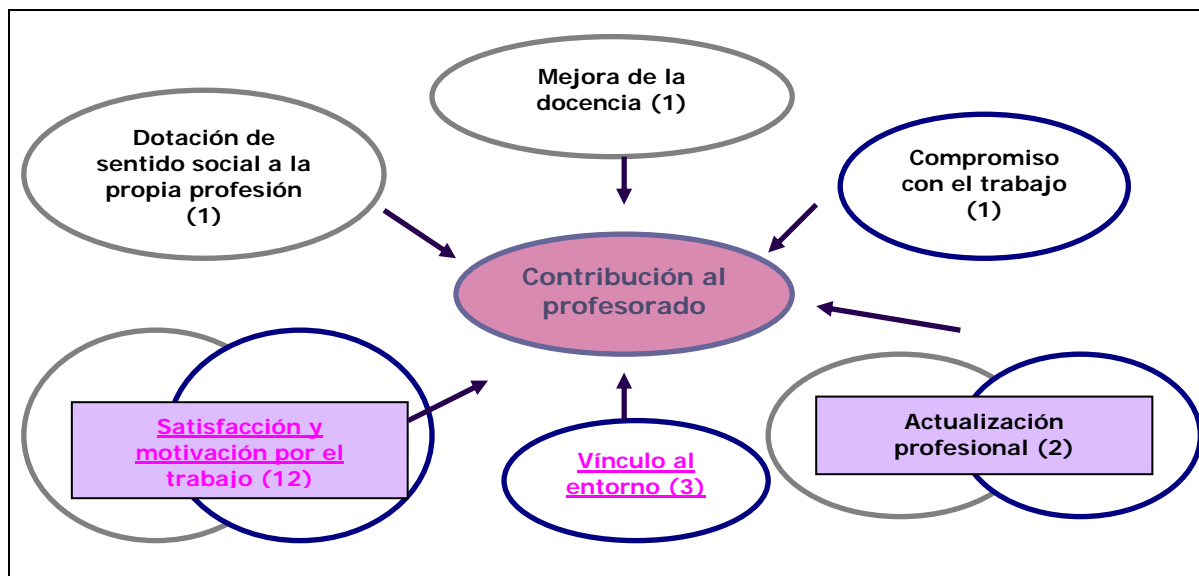 Mejora de la
docencia (1)
Dotación de
sentido social a la
propia profesión
(1)
Compromiso
con el trabajo
(1)
Contribución al
profesorado
Satisfacción y
motivación por el
trabajo (12)
Vínculo al
entorno (3)
Actualización
profesional (2)